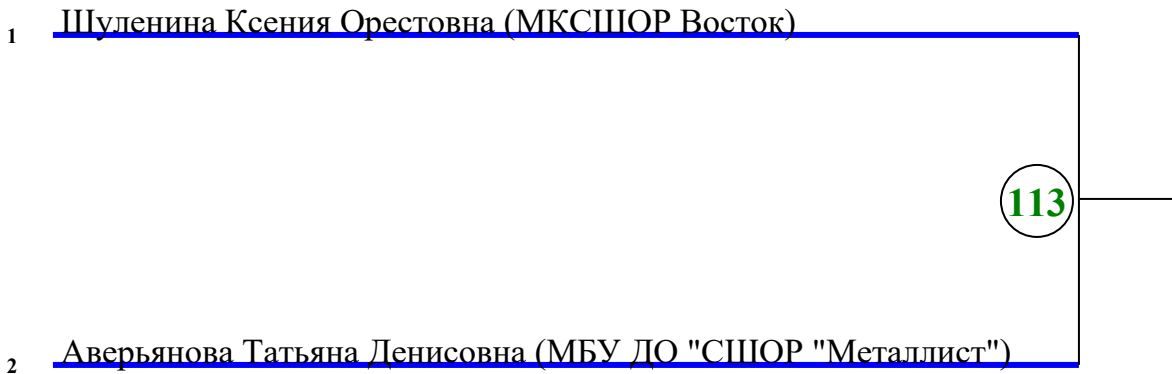 1 Шуленина Ксения Орестовна (МКСШОР Восток)
113
2 Аверьянова Татьяна Денисовна (МБУ ДО "СШОР "Металлист")